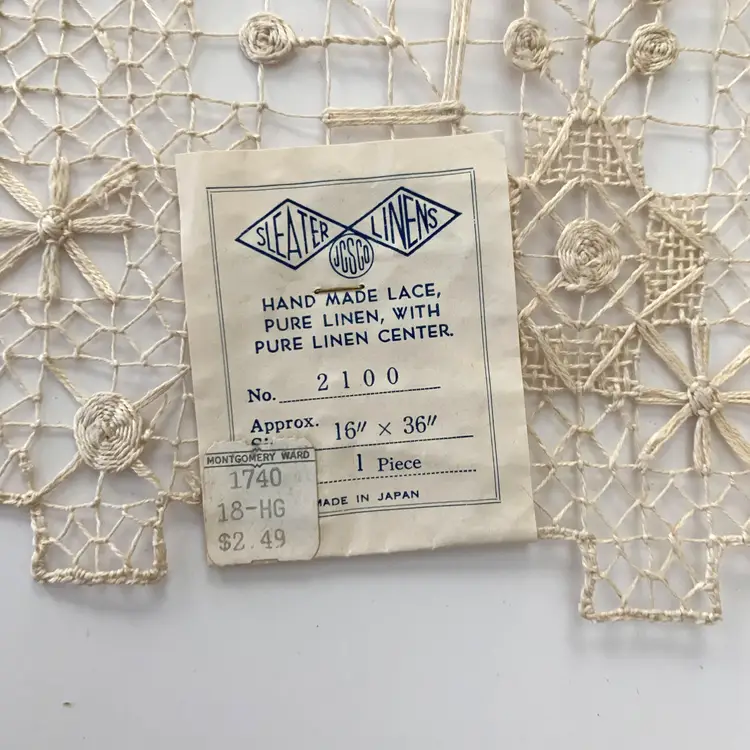 SLEATER LINENS
JGSCO
HAND MADE LACE,
PURE LINEN, WITH
PURE LINEN CENTER.
No. 2100
Approx.
16" × 36"
1 Piece
MADE IN JAPAN
MONTGOMERY WARD
1740
18-HG
$2.49